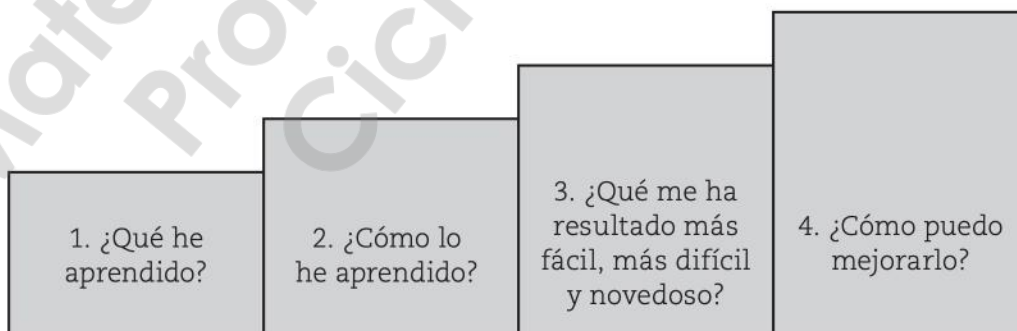 1. ¿Qué he
aprendido?
2. ¿Cómo lo
he aprendido?
3. ¿Qué me ha
resultado más
fácil, más difícil
y novedoso?
4. ¿Cómo puedo
mejorarlo?